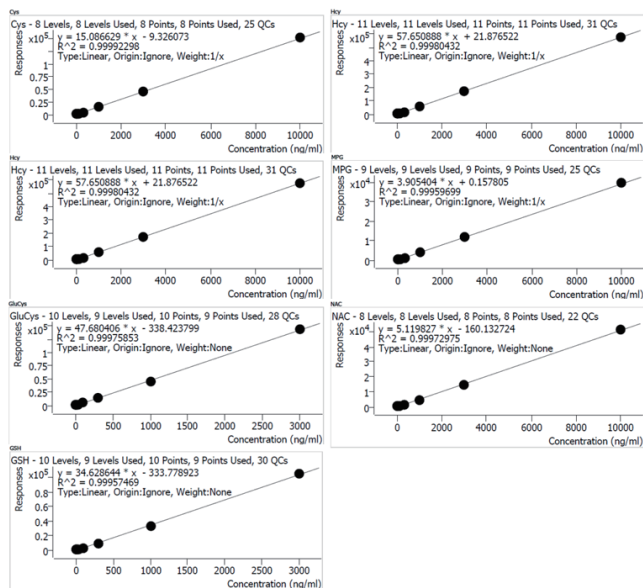 Cys
Cys - 8 Levels, 8 Levels Used, 8 Points, 8 Points Used, 25 QCs
Responses
x10^5
y = 15.086629 * x - 9.326073
R^2 = 0.99992298
Type:Linear, Origin:Ignore, Weight:1/x
1
0.75
0.5
0.25
0
0 2000 4000 6000 8000 10000
Concentration (ng/ml)
Hcy
Hcy - 11 Levels, 11 Levels Used, 11 Points, 11 Points Used, 31 QCs
Responses
x10^5
y = 57.650888 * x + 21.876522
R^2 = 0.99980432
Type:Linear, Origin:Ignore, Weight:1/x
4
3
2
1
0
0 2000 4000 6000 8000 10000
Concentration (ng/ml)
Hcy
Hcy - 11 Levels, 11 Levels Used, 11 Points, 11 Points Used, 31 QCs
Responses
x10^5
y = 57.650888 * x + 21.876522
R^2 = 0.99980432
Type:Linear, Origin:Ignore, Weight:1/x
4
3
2
1
0
0 2000 4000 6000 8000 10000
Concentration (ng/ml)
MPG
MPG - 9 Levels, 9 Levels Used, 9 Points, 9 Points Used, 25 QCs
Responses
x10^4
y = 3.905404 * x + 0.157805
R^2 = 0.99959699
Type:Linear, Origin:Ignore, Weight:1/x
3
2
1
0
0 2000 4000 6000 8000 10000
Concentration (ng/ml)
GluCys
GluCys - 10 Levels, 9 Levels Used, 10 Points, 9 Points Used, 28 QCs
Responses
x10^5
y = 47.680406 * x - 338.423799
R^2 = 0.99975853
Type:Linear, Origin:Ignore, Weight:None
1
0.75
0.5
0.25
0
0 500 1000 1500 2000 2500 3000
Concentration (ng/ml)
NAC
NAC - 8 Levels, 8 Levels Used, 8 Points, 8 Points Used, 22 QCs
Responses
x10^4
y = 5.119827 * x - 160.132724
R^2 = 0.99972975
Type:Linear, Origin:Ignore, Weight:None
4
3
2
1
0
0 2000 4000 6000 8000 10000
Concentration (ng/ml)
GSH
GSH - 10 Levels, 9 Levels Used, 10 Points, 9 Points Used, 30 QCs
Responses
x10^5
y = 34.628644 * x - 333.778923
R^2 = 0.99957469
Type:Linear, Origin:Ignore, Weight:None
0.8
0.6
0.4
0.2
0
0 500 1000 1500 2000 2500 3000
Concentration (ng/ml)